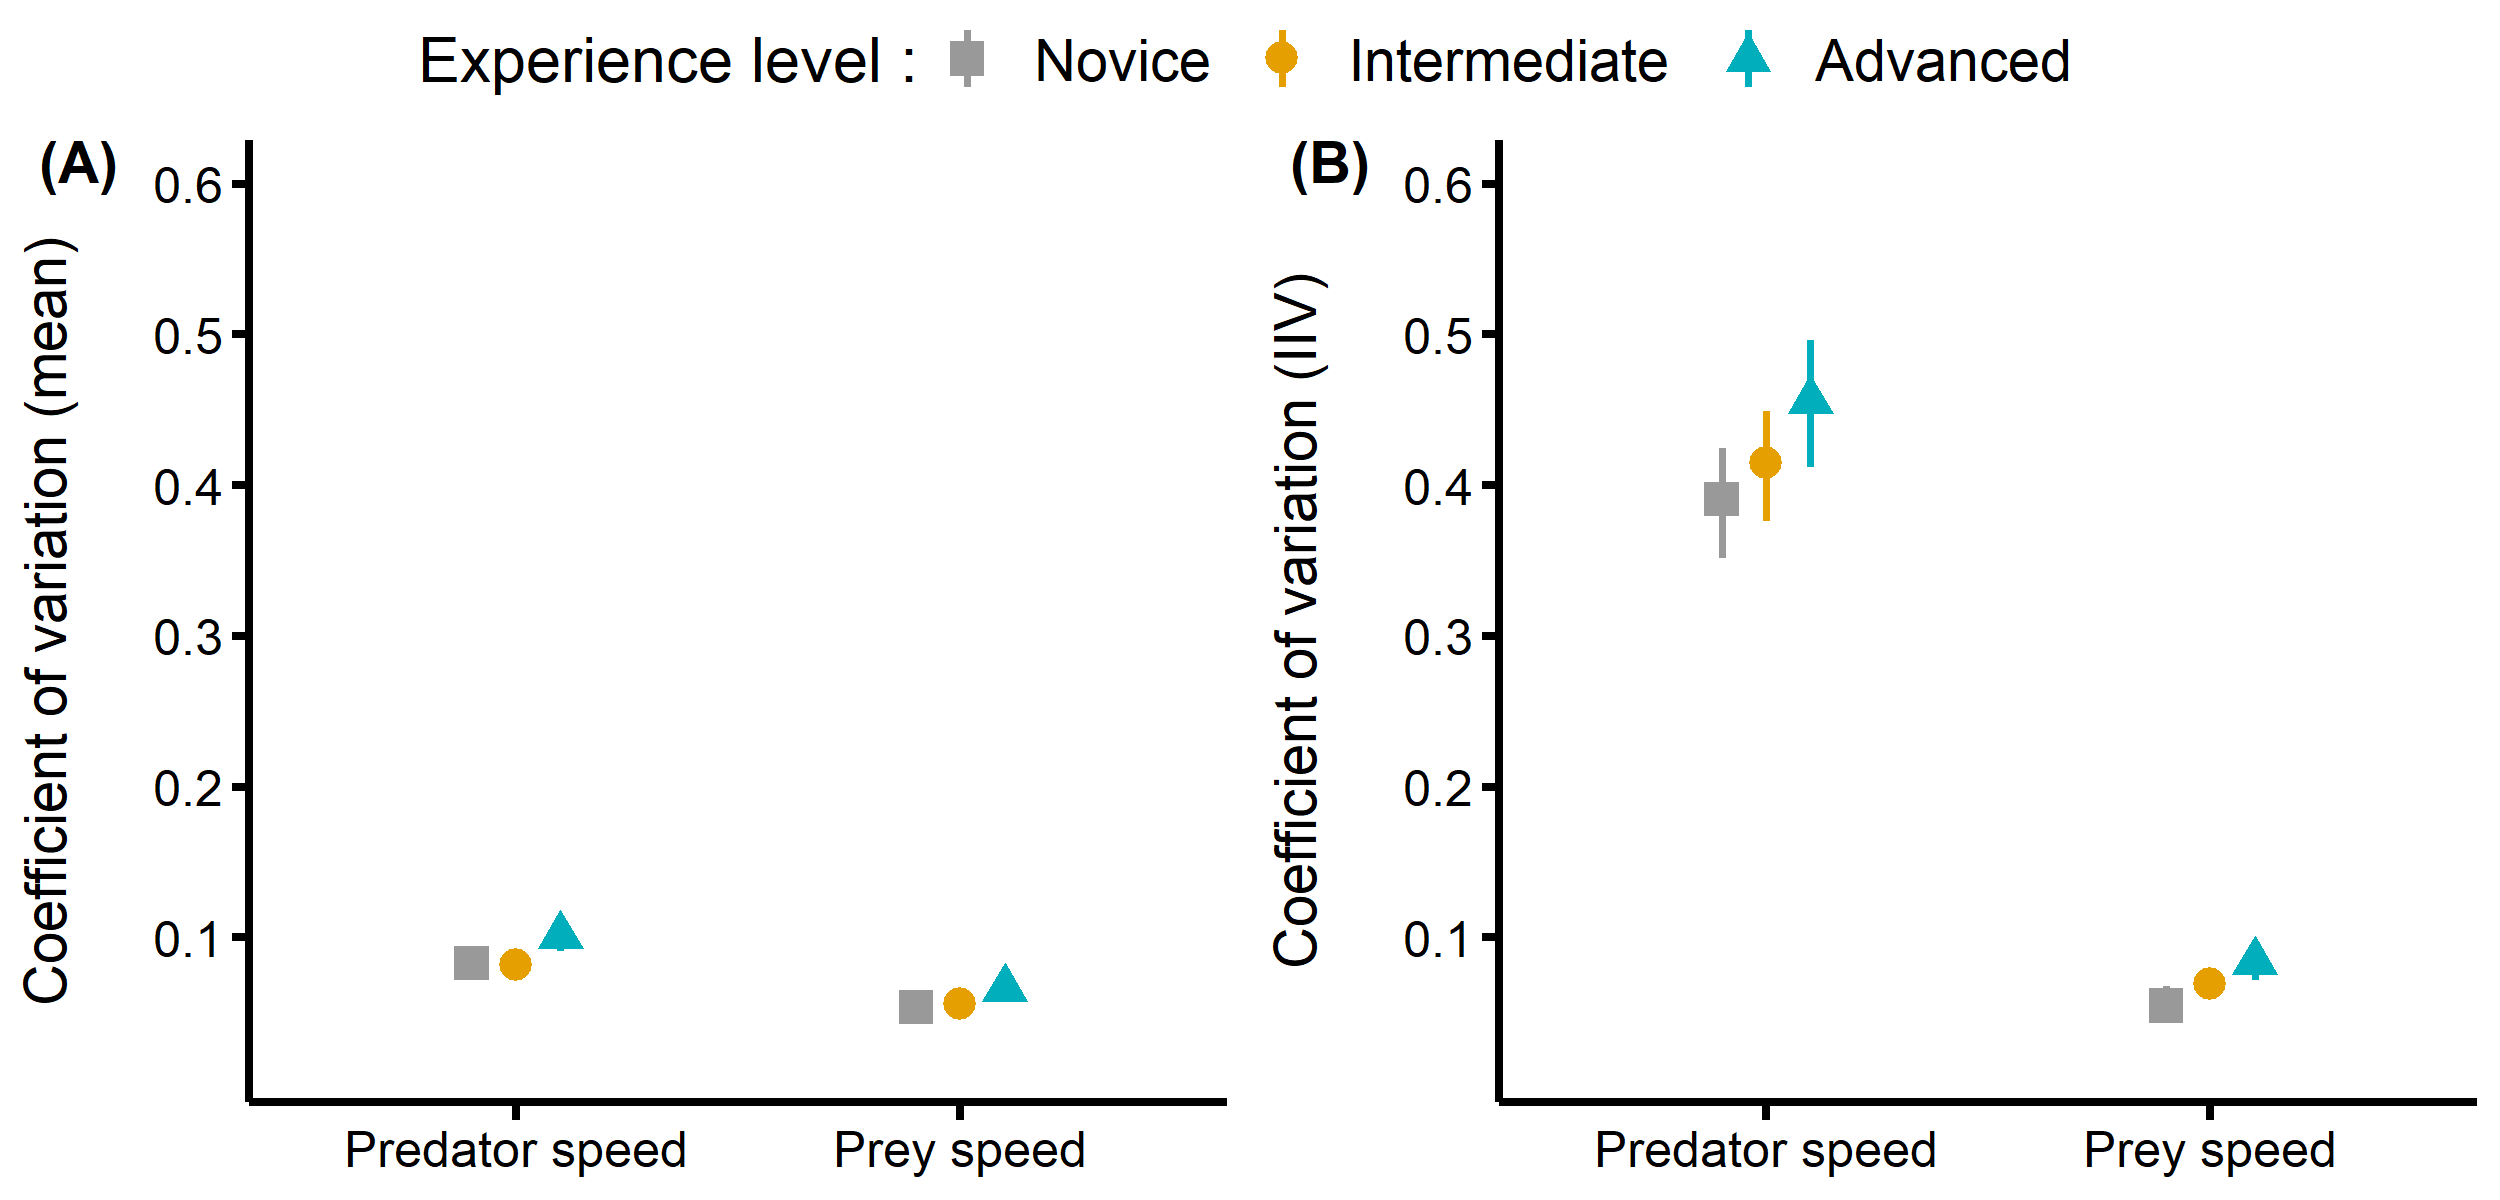 Experience level : Novice Intermediate Advanced
(A)
Coefficient of variation (mean)
0.6
0.5
0.4
0.3
0.2
0.1
Predator speed Prey speed
(B)
Coefficient of variation (IIV)
0.6
0.5
0.4
0.3
0.2
0.1
Predator speed Prey speed